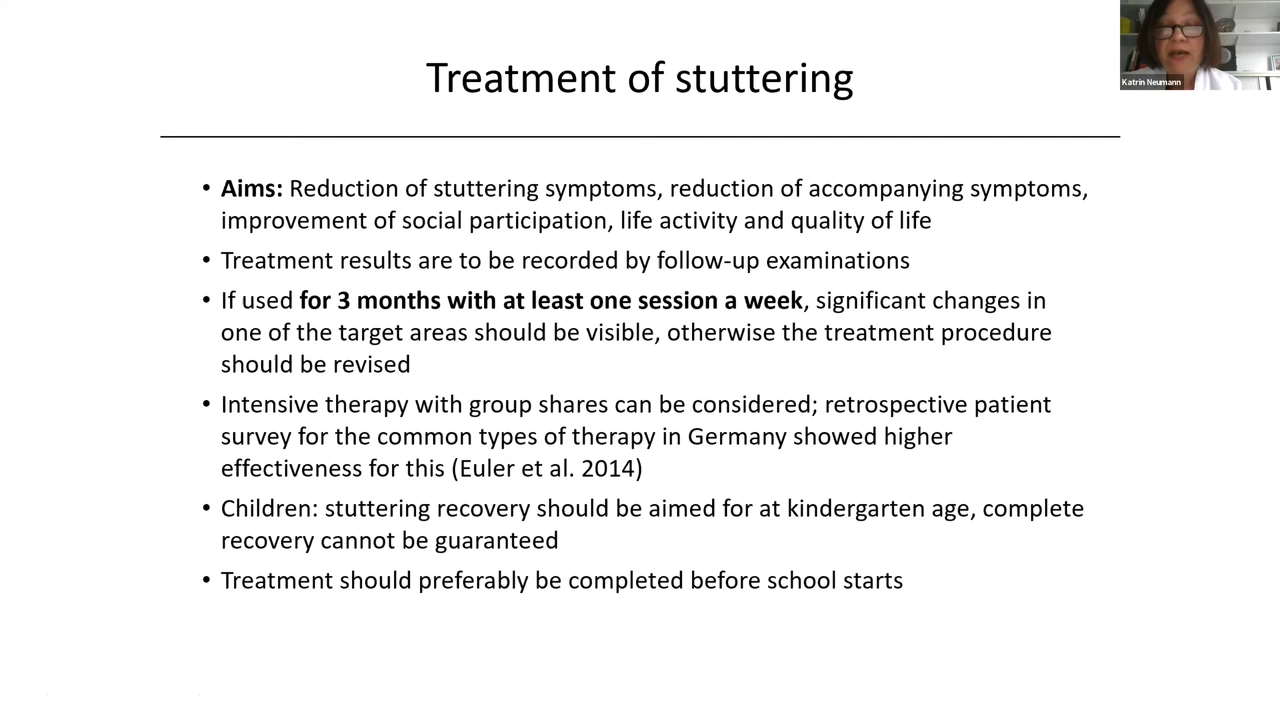 Treatment of stuttering
Katrin Neumann
• Aims: Reduction of stuttering symptoms, reduction of accompanying symptoms,
improvement of social participation, life activity and quality of life
• Treatment results are to be recorded by follow-up examinations
• If used for 3 months with at least one session a week, significant changes in
one of the target areas should be visible, otherwise the treatment procedure
should be revised
• Intensive therapy with group shares can be considered; retrospective patient
survey for the common types of therapy in Germany showed higher
effectiveness for this (Euler et al. 2014)
• Children: stuttering recovery should be aimed for at kindergarten age, complete
recovery cannot be guaranteed
• Treatment should preferably be completed before school starts